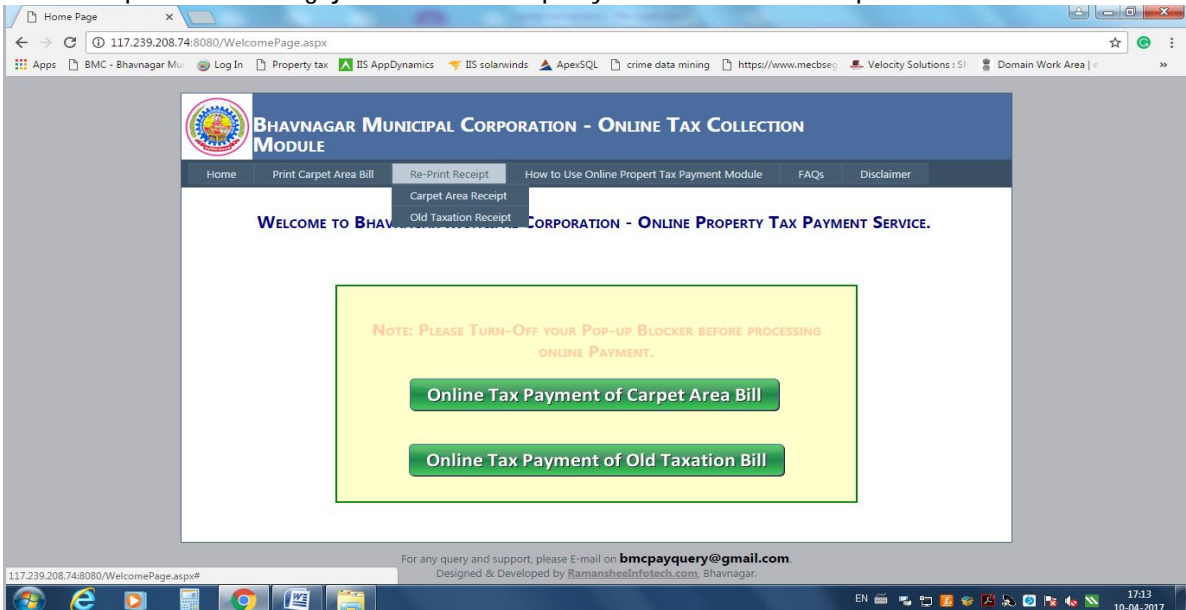 Home Page
117.239.208.74:8080/WelcomePage.aspx
Apps BMC - Bhavnagar Mu Log In Property tax IIS AppDynamics IIS solarwinds ApexSQL crime data mining https://www.mecbseg Velocity Solutions : SI Domain Work Area | e »
BHAVNAGAR MUNICIPAL CORPORATION - ONLINE TAX COLLECTION
MODULE
Home Print Carpet Area Bill Re-Print Receipt How to Use Online Propert Tax Payment Module FAQs Disclaimer
Carpet Area Receipt
Old Taxation Receipt
WELCOME TO BHAV CORPORATION - ONLINE PROPERTY TAX PAYMENT SERVICE.
NOTE: PLEASE TURN-OFF YOUR POP-UP BLOCKER BEFORE PROCESSING
ONLINE PAYMENT.
Online Tax Payment of Carpet Area Bill
Online Tax Payment of Old Taxation Bill
For any query and support, please E-mail on bmcpayquery@gmail.com.
Designed & Developed by RamansheeInfotech.com, Bhavnagar.
117.239.208.74:8080/WelcomePage.aspx#
EN 17:13
10-04-2017